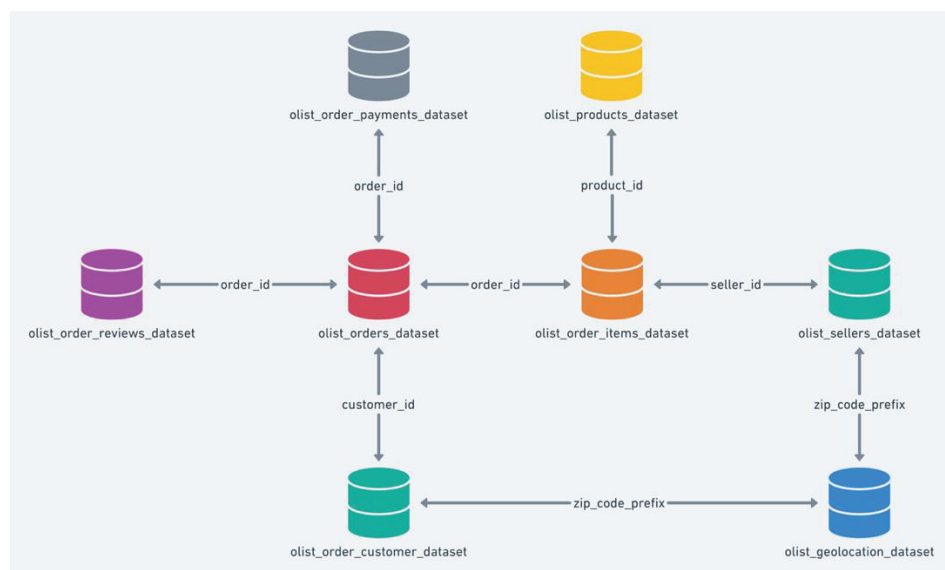 olist_order_payments_dataset
olist_products_dataset
order_id
product_id
order_id
order_id
seller_id
olist_order_reviews_dataset
olist_orders_dataset
olist_order_items_dataset
olist_sellers_dataset
customer_id
zip_code_prefix
zip_code_prefix
olist_order_customer_dataset
olist_geolocation_dataset